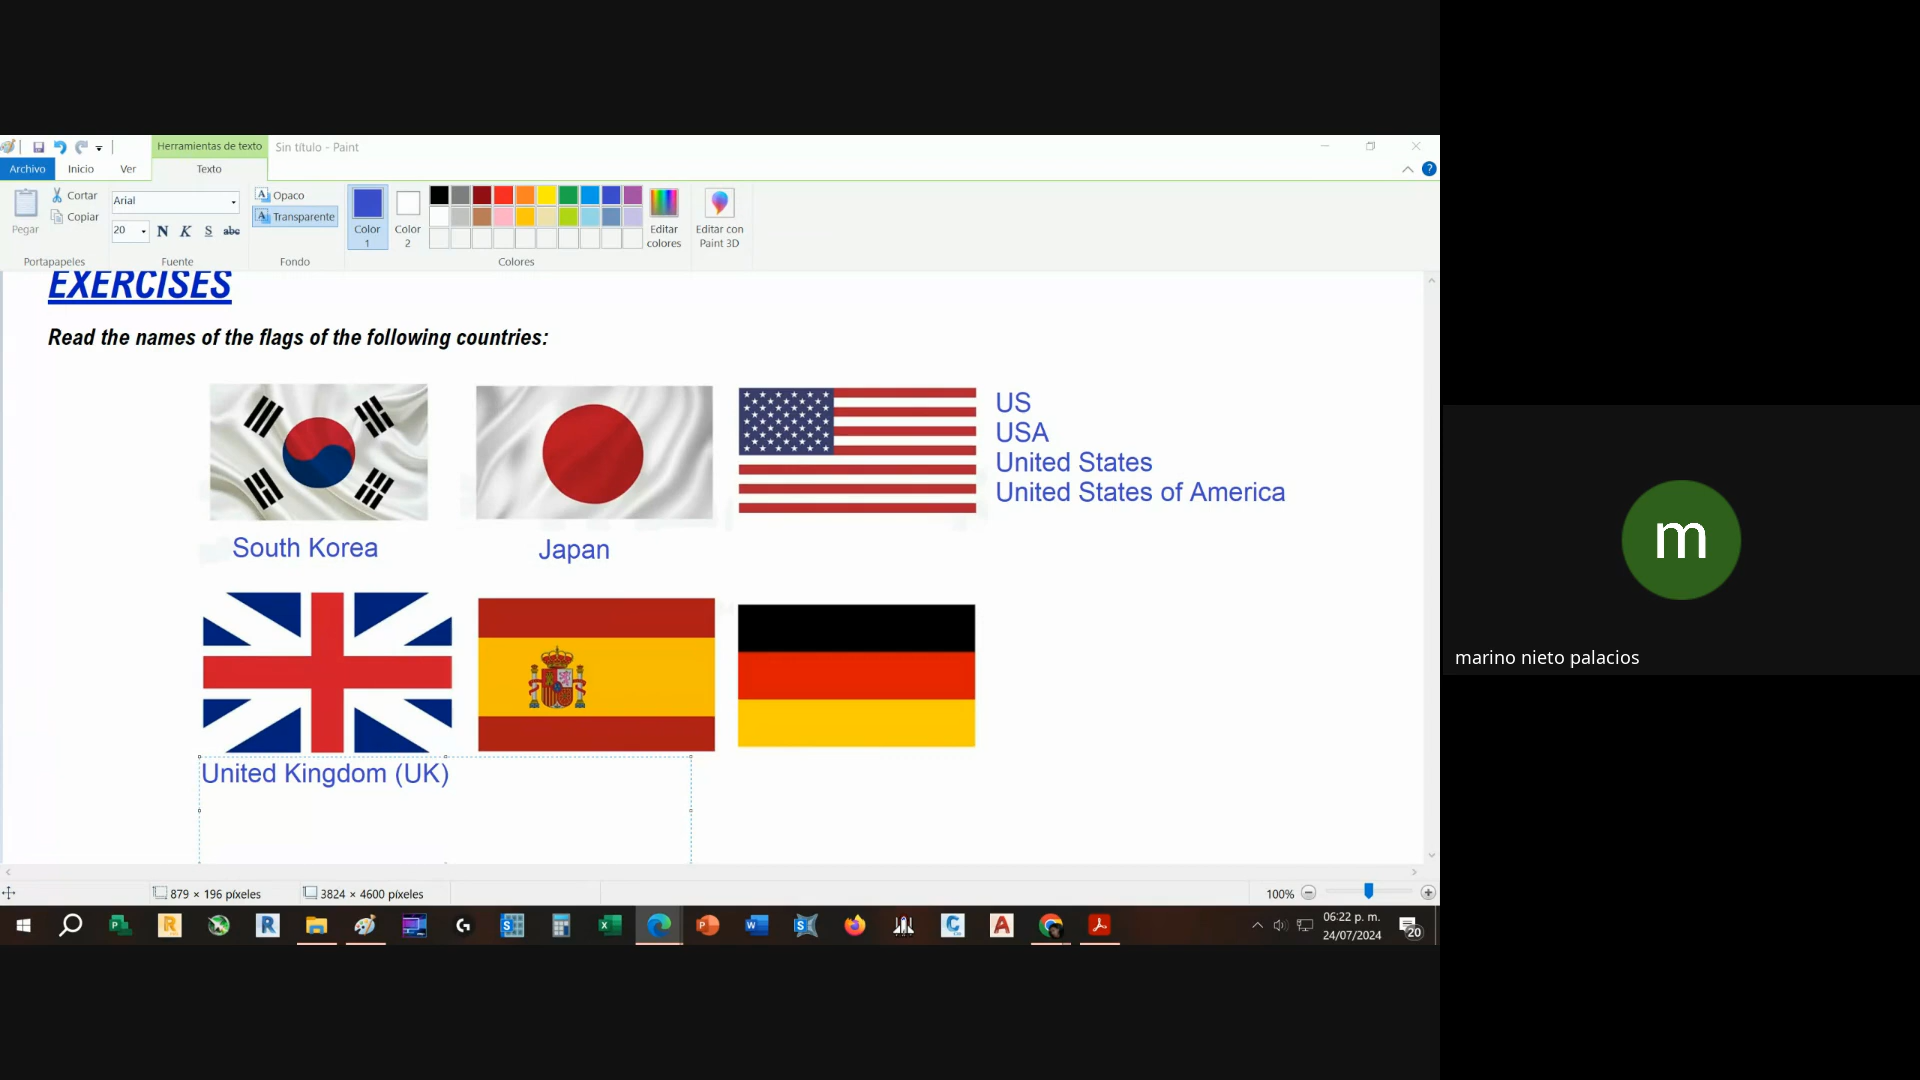 Herramientas de texto
Sin título - Paint
Archivo
Inicio
Ver
Texto
Pegar
Cortar
Copiar
Portapapeles
Arial
20
N K S abc
Fuente
Opaco
Transparente
Fondo
Color 1
Color 2
Editar colores
Colores
Editar con Paint 3D
EXERCISES
Read the names of the flags of the following countries:
US
USA
United States
United States of America
South Korea
Japan
United Kingdom (UK)
879 × 196 píxeles
3824 × 4600 píxeles
100%
06:22 p. m.
24/07/2024
20
m
marino nieto palacios